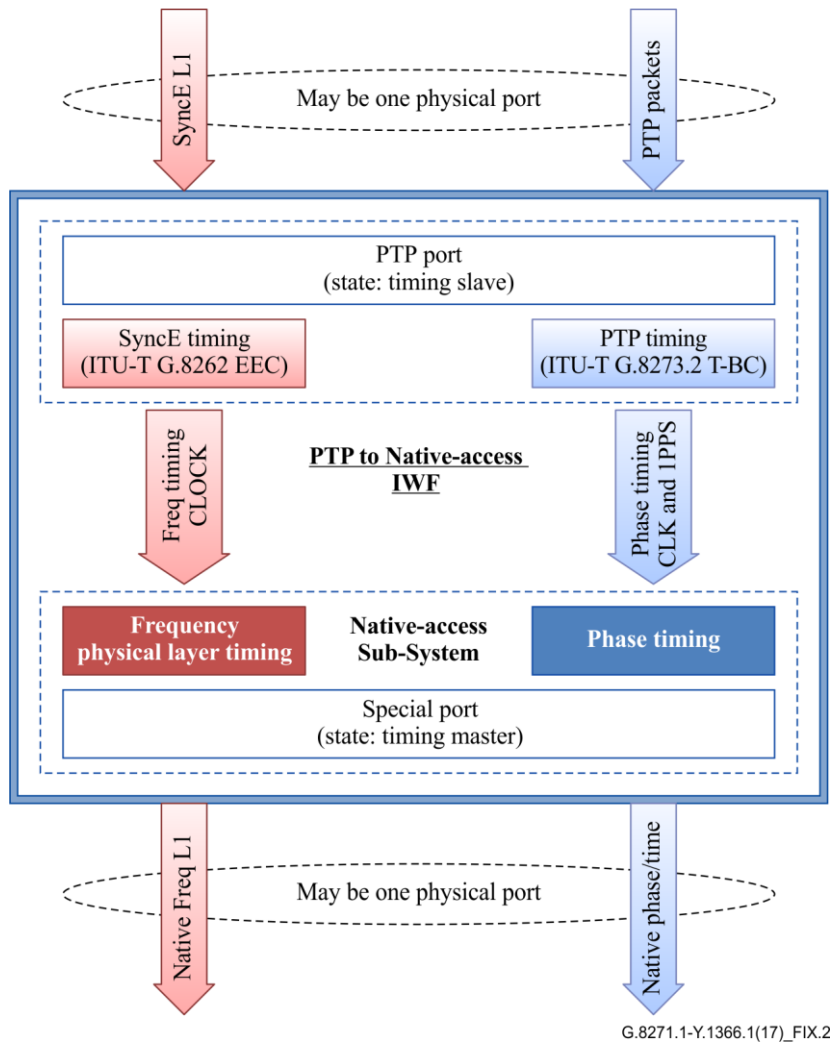 SyncE L1
May be one physical port
PTP packets
PTP port
(state: timing slave)
SyncE timing
(ITU-T G.8262 EEC)
PTP timing
(ITU-T G.8273.2 T-BC)
Freq timing
CLOCK
PTP to Native-access
IWF
Phase timing
CLK and 1PPS
Frequency
physical layer timing
Native-access
Sub-System
Phase timing
Special port
(state: timing master)
Native Freq L1
May be one physical port
Native phase/time
G.8271.1-Y.1366.1(17)_FIX.2